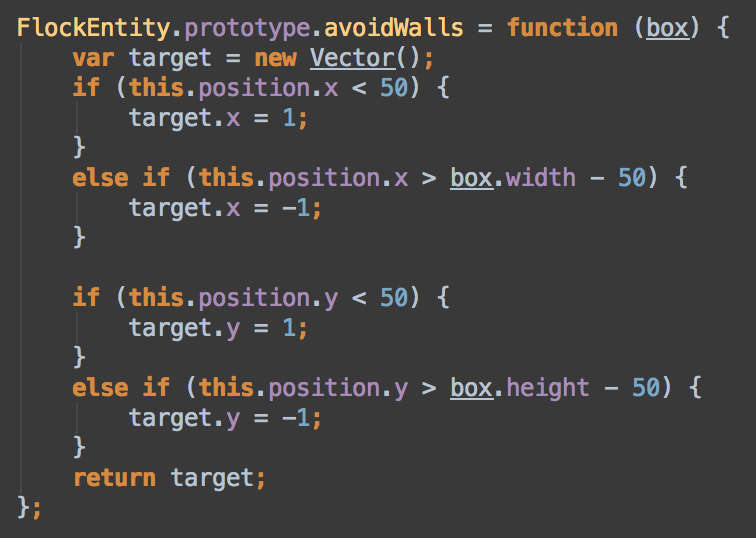 FlockEntity.prototype.avoidWalls = function (box) {
    var target = new Vector();
    if (this.position.x < 50) {
        target.x = 1;
    }
    else if (this.position.x > box.width - 50) {
        target.x = -1;
    }

    if (this.position.y < 50) {
        target.y = 1;
    }
    else if (this.position.y > box.height - 50) {
        target.y = -1;
    }
    return target;
};